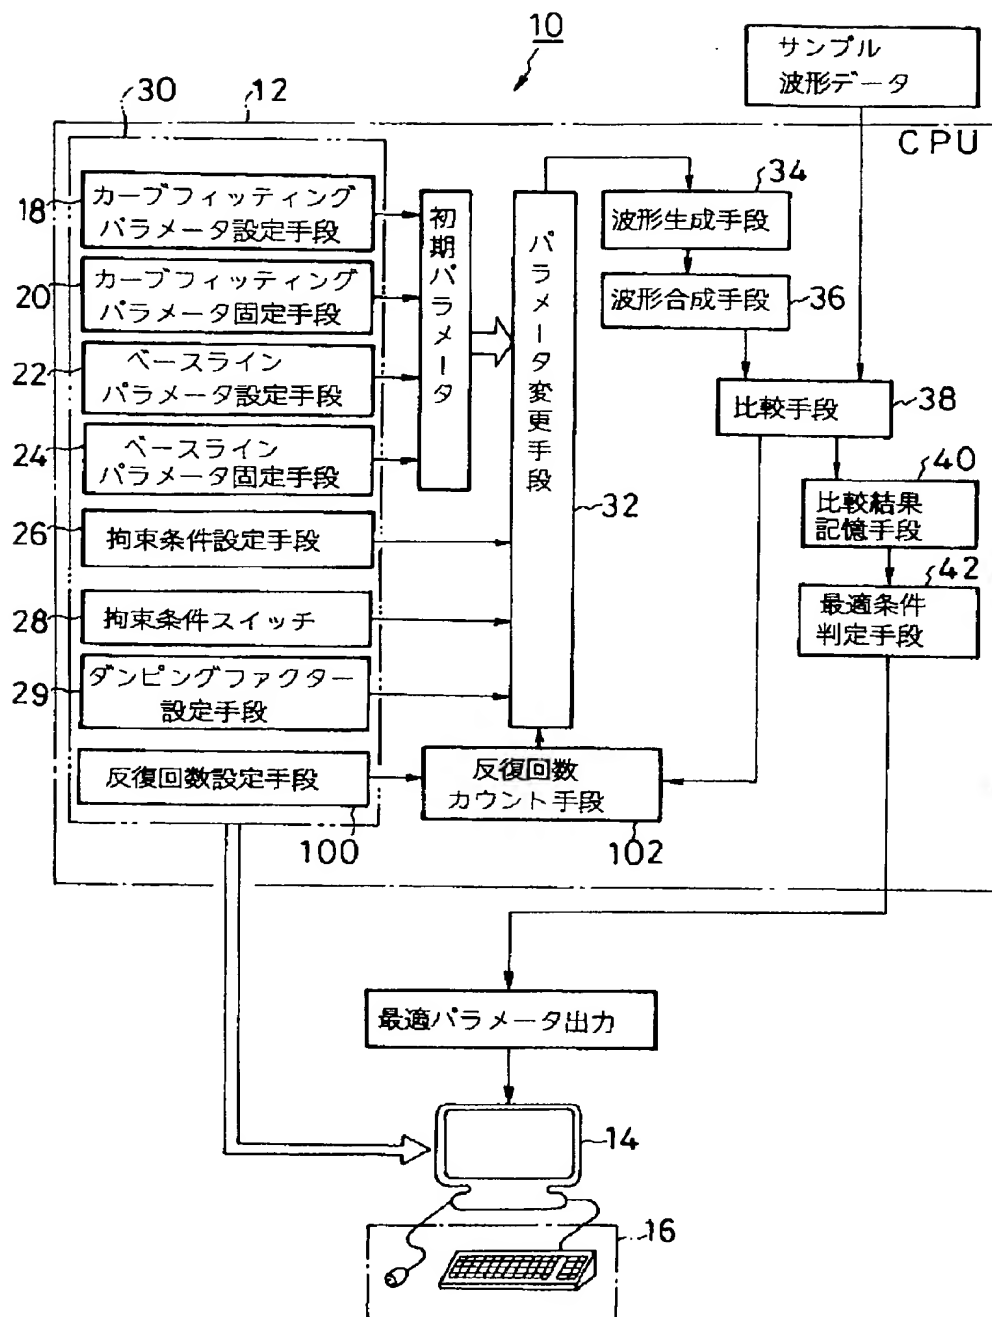 10
サンプル
波形データ
30
12
CPU
18
カーブフィッティング
パラメータ設定手段
20
カーブフィッティング
パラメータ固定手段
22
ベースライン
パラメータ設定手段
24
ベースライン
パラメータ固定手段
26
拘束条件設定手段
28
拘束条件スイッチ
29
ダンピングファクター
設定手段
反復回数設定手段
100
初期パラメータ
パラメータ変更手段
32
反復回数
カウント手段
102
34
波形生成手段
波形合成手段
36
比較手段
38
40
比較結果
記憶手段
42
最適条件
判定手段
最適パラメータ出力
14
16